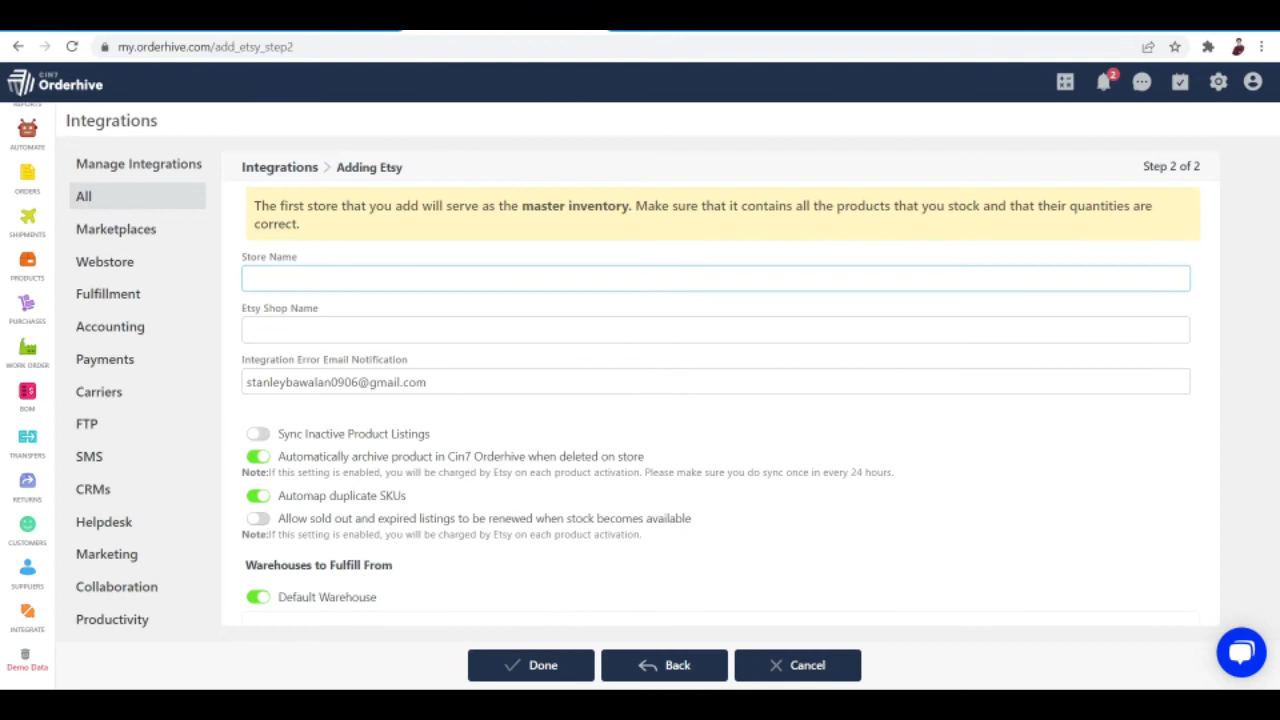 my.orderhive.com/add_etsy_step2
CIN7
Orderhive
2
REPORTS
Integrations
AUTOMATE
ORDERS
SHIPMENTS
PRODUCTS
PURCHASES
WORK ORDER
BOM
TRANSFERS
RETURNS
CUSTOMERS
SUPPLIERS
INTEGRATE
Demo Data
Manage Integrations
All
Marketplaces
Webstore
Fulfillment
Accounting
Payments
Carriers
FTP
SMS
CRMs
Helpdesk
Marketing
Collaboration
Productivity
Integrations > Adding Etsy
Step 2 of 2
The first store that you add will serve as the master inventory. Make sure that it contains all the products that you stock and that their quantities are
correct.
Store Name
Etsy Shop Name
Integration Error Email Notification
stanleybawalan0906@gmail.com
Sync Inactive Product Listings
Automatically archive product in Cin7 Orderhive when deleted on store
Note:If this setting is enabled, you will be charged by Etsy on each product activation. Please make sure you do sync once in every 24 hours.
Automap duplicate SKUs
Allow sold out and expired listings to be renewed when stock becomes available
Note:If this setting is enabled, you will be charged by Etsy on each product activation.
Warehouses to Fulfill From
Default Warehouse
Done
Back
Cancel